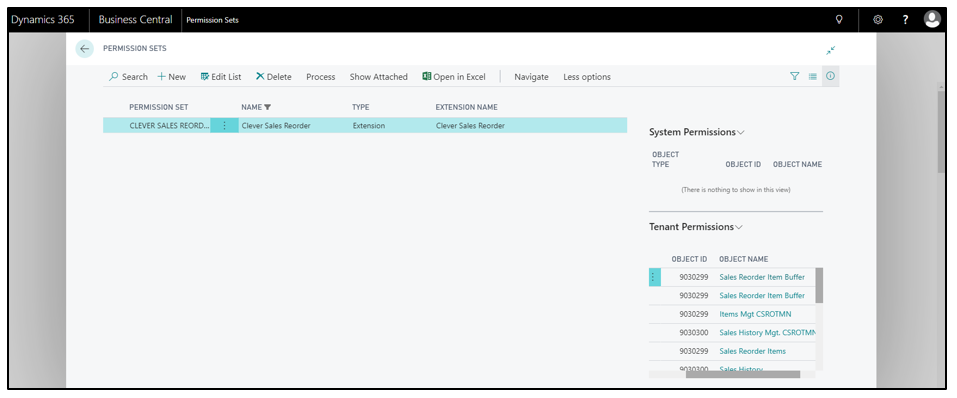 Dynamics 365 Business Central Permission Sets ?
PERMISSION SETS
Search New Edit List Delete Process Show Attached Open in Excel Navigate Less options
PERMISSION SET NAME TYPE EXTENSION NAME
CLEVER SALES REORD... Clever Sales Reorder Extension Clever Sales Reorder
System Permissions
OBJECT
TYPE OBJECT ID OBJECT NAME
(There is nothing to show in this view)
Tenant Permissions
OBJECT ID OBJECT NAME
9030299 Sales Reorder Item Buffer
9030299 Sales Reorder Item Buffer
9030299 Items Mgt CSROTMN
9030300 Sales History Mgt. CSROTMN
9030299 Sales Reorder Items
9030300 Sales History